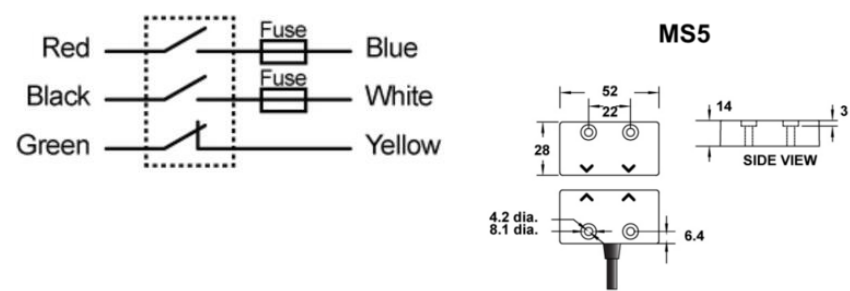 Fuse
Red Blue
Fuse
Black White
Green Yellow
MS5
52
22
14
3
28
SIDE VIEW
4.2 dia.
8.1 dia.
6.4